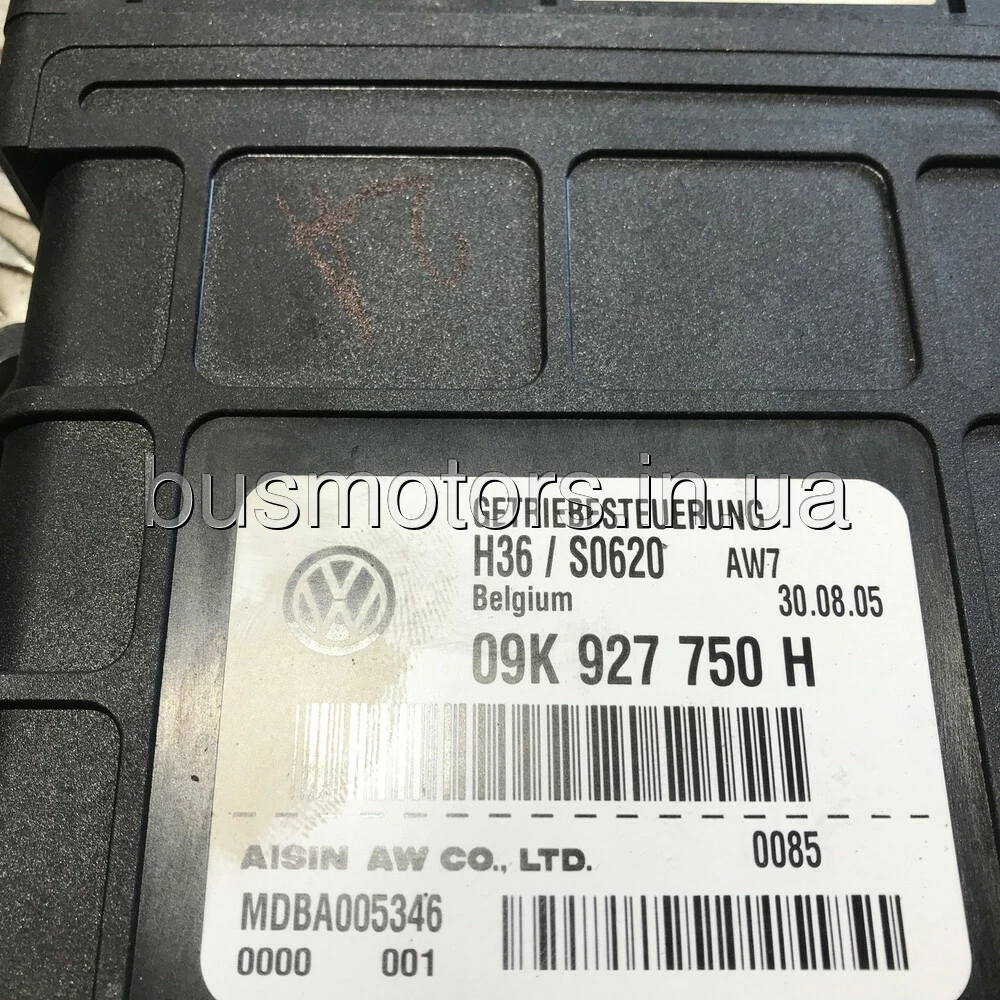 busmotors.in.ua
GETRIEBESTEUERUNG
H36 / S0620 AW7
Belgium 30.08.05
09K 927 750 H
AISIN AW CO., LTD. 0085
MDBA005346
0000 001